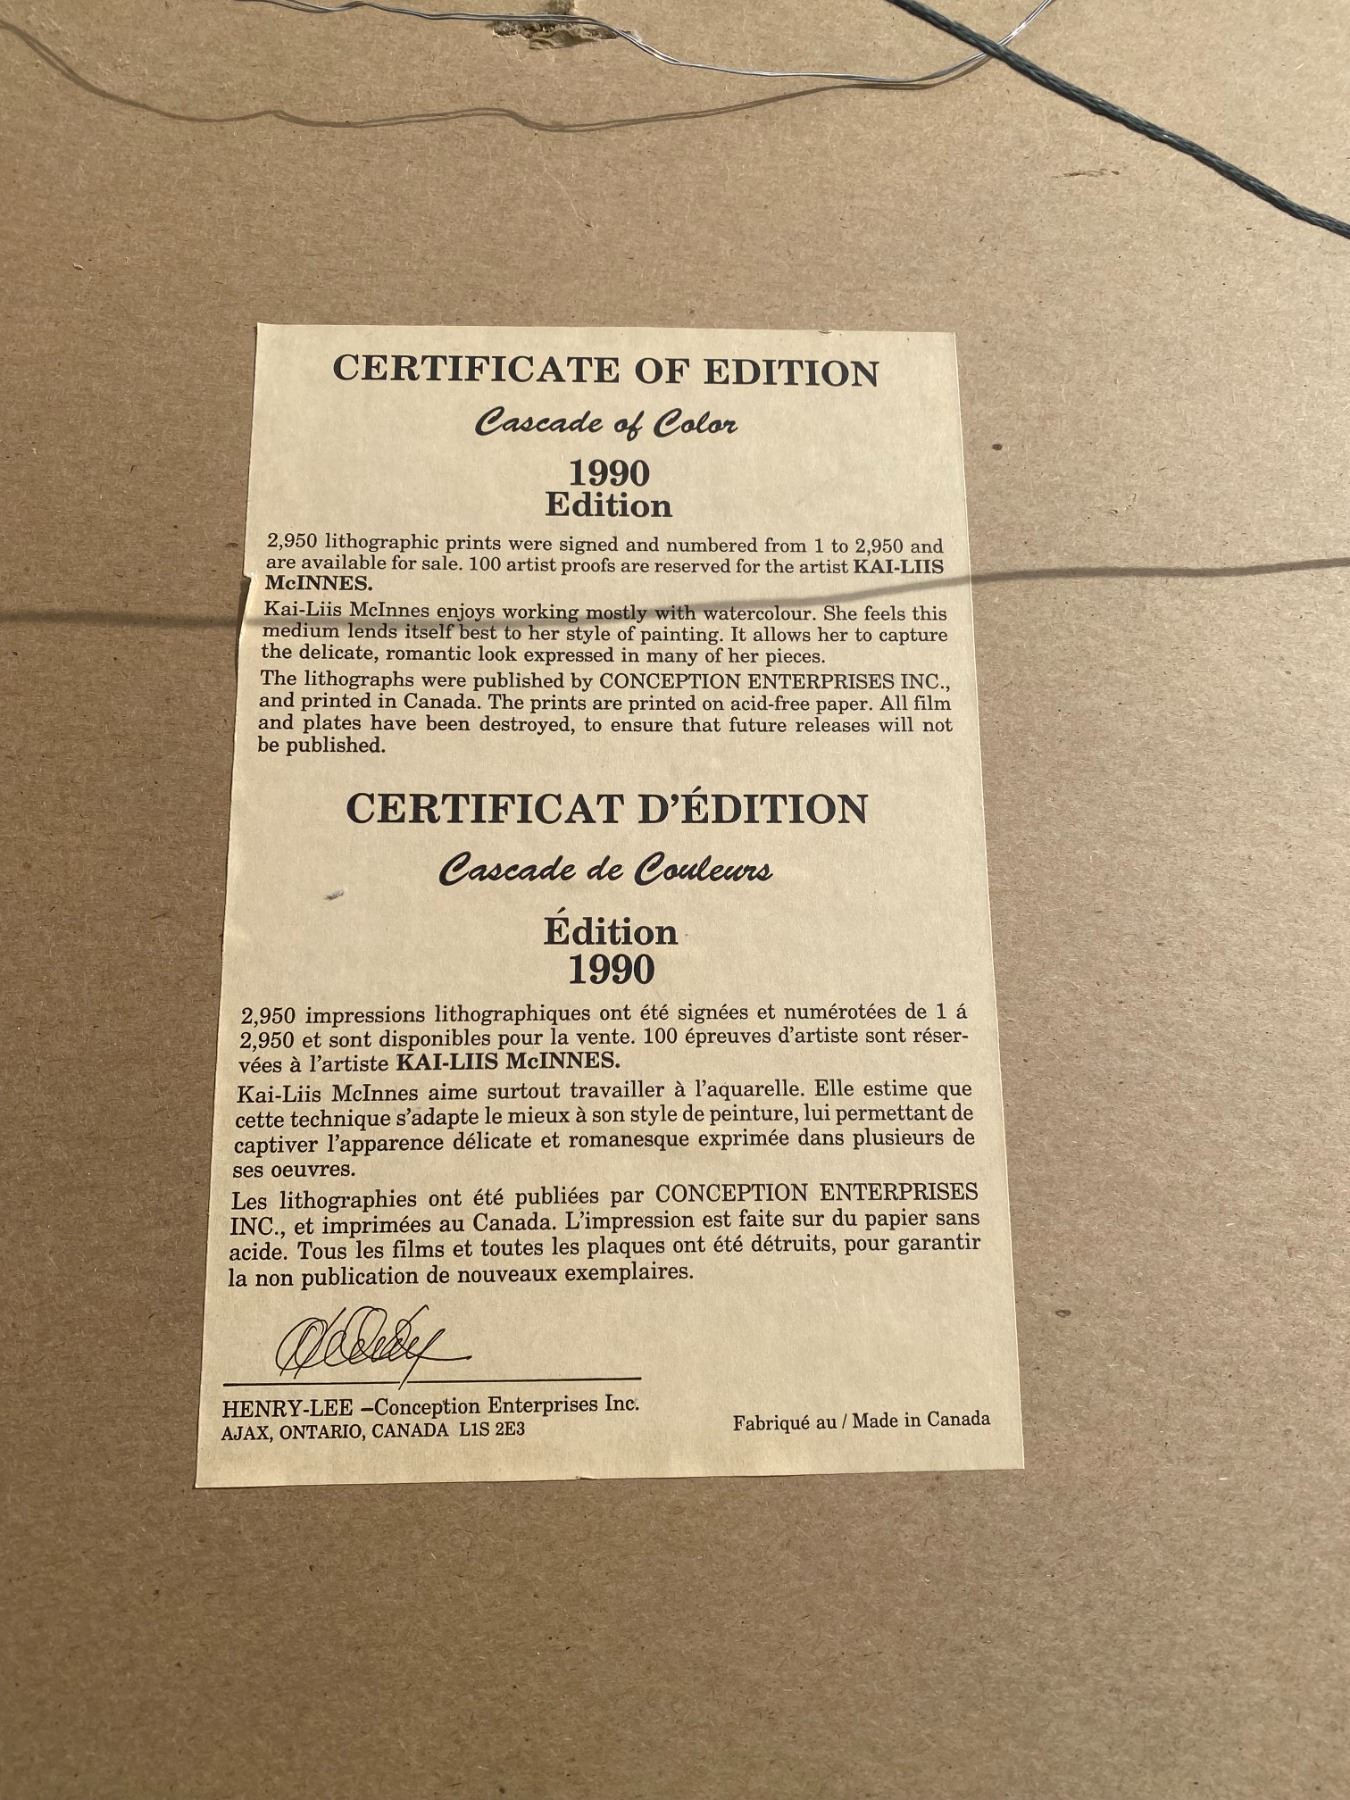 CERTIFICATE OF EDITION
Cascade of Color
1990
Edition
2,950 lithographic prints were signed and numbered from 1 to 2,950 and
are available for sale. 100 artist proofs are reserved for the artist KAI-LIIS
McINNES.
Kai-Liis McInnes enjoys working mostly with watercolour. She feels this
medium lends itself best to her style of painting. It allows her to capture
the delicate, romantic look expressed in many of her pieces.
The lithographs were published by CONCEPTION ENTERPRISES INC.,
and printed in Canada. The prints are printed on acid-free paper. All film
and plates have been destroyed, to ensure that future releases will not
be published.
CERTIFICAT D'ÉDITION
Cascade de Couleurs
Édition
1990
2,950 impressions lithographiques ont été signées et numérotées de 1 á
2,950 et sont disponibles pour la vente. 100 épreuves d'artiste sont réser-
vées à l'artiste KAI-LIIS McINNES.
Kai-Liis McInnes aime surtout travailler à l'aquarelle. Elle estime que
cette technique s'adapte le mieux à son style de peinture, lui permettant de
captiver l'apparence délicate et romanesque exprimée dans plusieurs de
ses oeuvres.
Les lithographies ont été publiées par CONCEPTION ENTERPRISES
INC., et imprimées au Canada. L'impression est faite sur du papier sans
acide. Tous les films et toutes les plaques ont été détruits, pour garantir
la non publication de nouveaux exemplaires.
HENRY-LEE –Conception Enterprises Inc.
AJAX, ONTARIO, CANADA L1S 2E3
Fabriqué au / Made in Canada